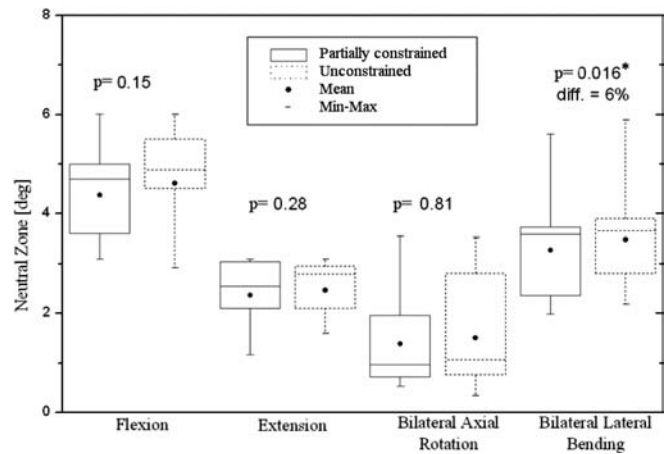 8
6
4
2
0
Neutral Zone [deg]
Partially constrained
Unconstrained
Mean
Min-Max
p= 0.15
p= 0.28
p= 0.81
p= 0.016*
diff. = 6%
Flexion
Extension
Bilateral Axial
Rotation
Bilateral Lateral
Bending